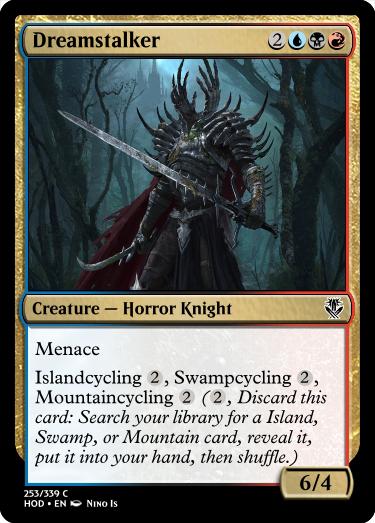 Dreamstalker 2
Creature — Horror Knight
Menace
Islandcycling 2, Swampcycling 2,
Mountaincycling 2 (2, Discard this
card: Search your library for a Island,
Swamp, or Mountain card, reveal it,
put it into your hand, then shuffle.)
6/4
253/339 C
HOD • EN Nino Is